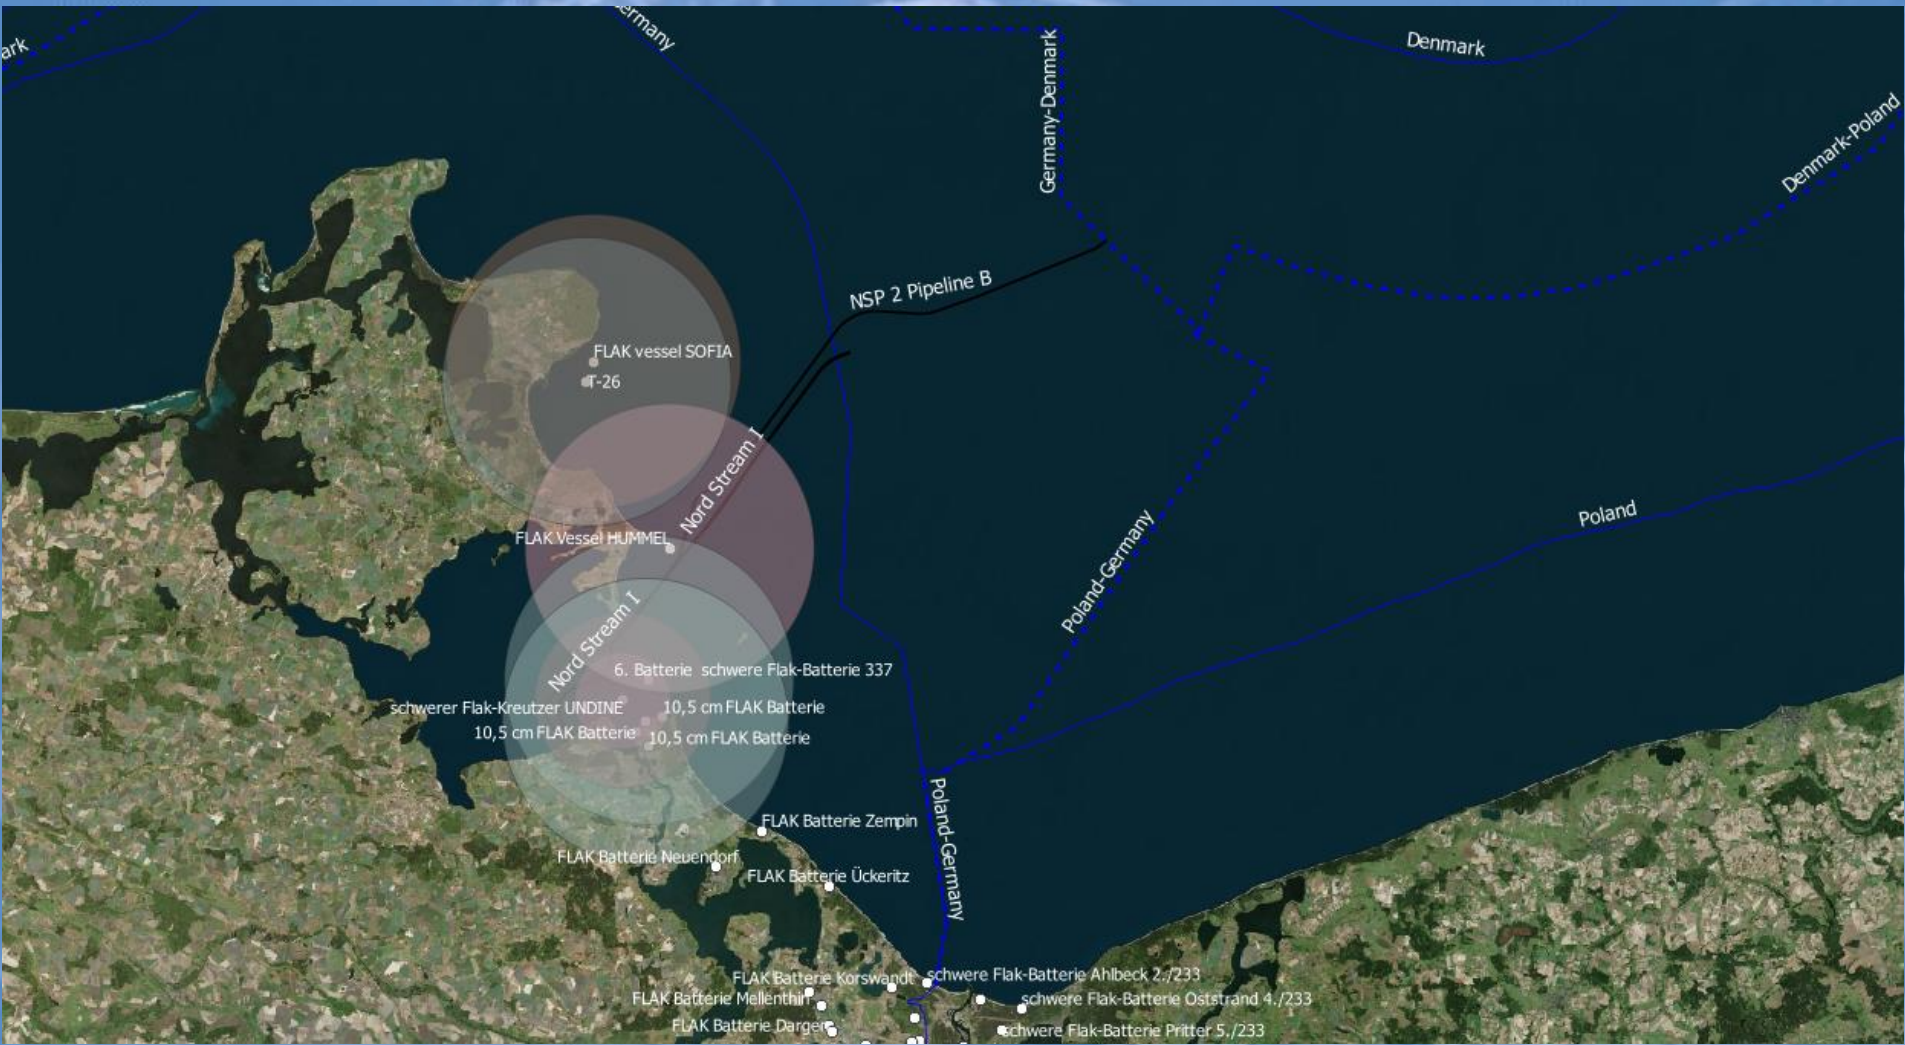 ermany
ark
Germany-Denmark
Denmark
Denmark-Poland
NSP 2 Pipeline B
FLAK vessel SOFIA
T-26
Nord Stream I
FLAK Vessel HUMMEL
Poland
Poland-Germany
Nord Stream I
6. Batterie schwere Flak-Batterie 337
schwerer Flak-Kreutzer UNDINE
10,5 cm FLAK Batterie
10,5 cm FLAK Batterie
10,5 cm FLAK Batterie
Poland-Germany
FLAK Batterie Zempin
FLAK Batterie Neuendorf
FLAK Batterie Ückeritz
FLAK Batterie Korswandt
schwere Flak-Batterie Ahlbeck 2./233
FLAK Batterie Mellenthin
schwere Flak-Batterie Oststrand 4./233
FLAK Batterie Dargen
schwere Flak-Batterie Pritter 5./233